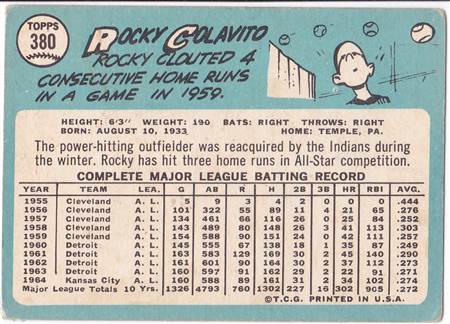 TOPPS
380
ROCKY COLAVITO
ROCKY CLOUTED 4
CONSECUTIVE HOME RUNS
IN A GAME IN 1959.
HEIGHT: 6'3" WEIGHT: 190 BATS: RIGHT THROWS: RIGHT
BORN: AUGUST 10, 1933 HOME: TEMPLE, PA.
The power-hitting outfielder was reacquired by the Indians during
the winter. Rocky has hit three home runs in All-Star competition.
COMPLETE MAJOR LEAGUE BATTING RECORD
YEAR TEAM LEA. G AB R H 2B 3B HR RBI AVG.
1955 Cleveland A. L. 5 9 3 4 2 0 0 0 .444
1956 Cleveland A. L. 101 322 55 89 11 4 21 65 .276
1957 Cleveland A. L. 134 461 66 116 26 0 25 84 .252
1958 Cleveland A. L. 143 489 80 148 26 3 41 113 .303
1959 Cleveland A. L. 154 588 90 151 24 0 42 111 .257
1960 Detroit A. L. 145 555 67 138 18 1 35 87 .249
1961 Detroit A. L. 163 583 129 169 30 2 45 140 .290
1962 Detroit A. L. 161 601 90 164 30 2 37 112 .273
1963 Detroit A. L. 160 597 91 162 29 2 22 91 .271
1964 Kansas City A. L. 160 588 89 161 31 2 34 102 .274
Major League Totals 10 Yrs. 1326 4793 760 1302 227 16 302 905 .272
©T.C.G. PRINTED IN U.S.A.